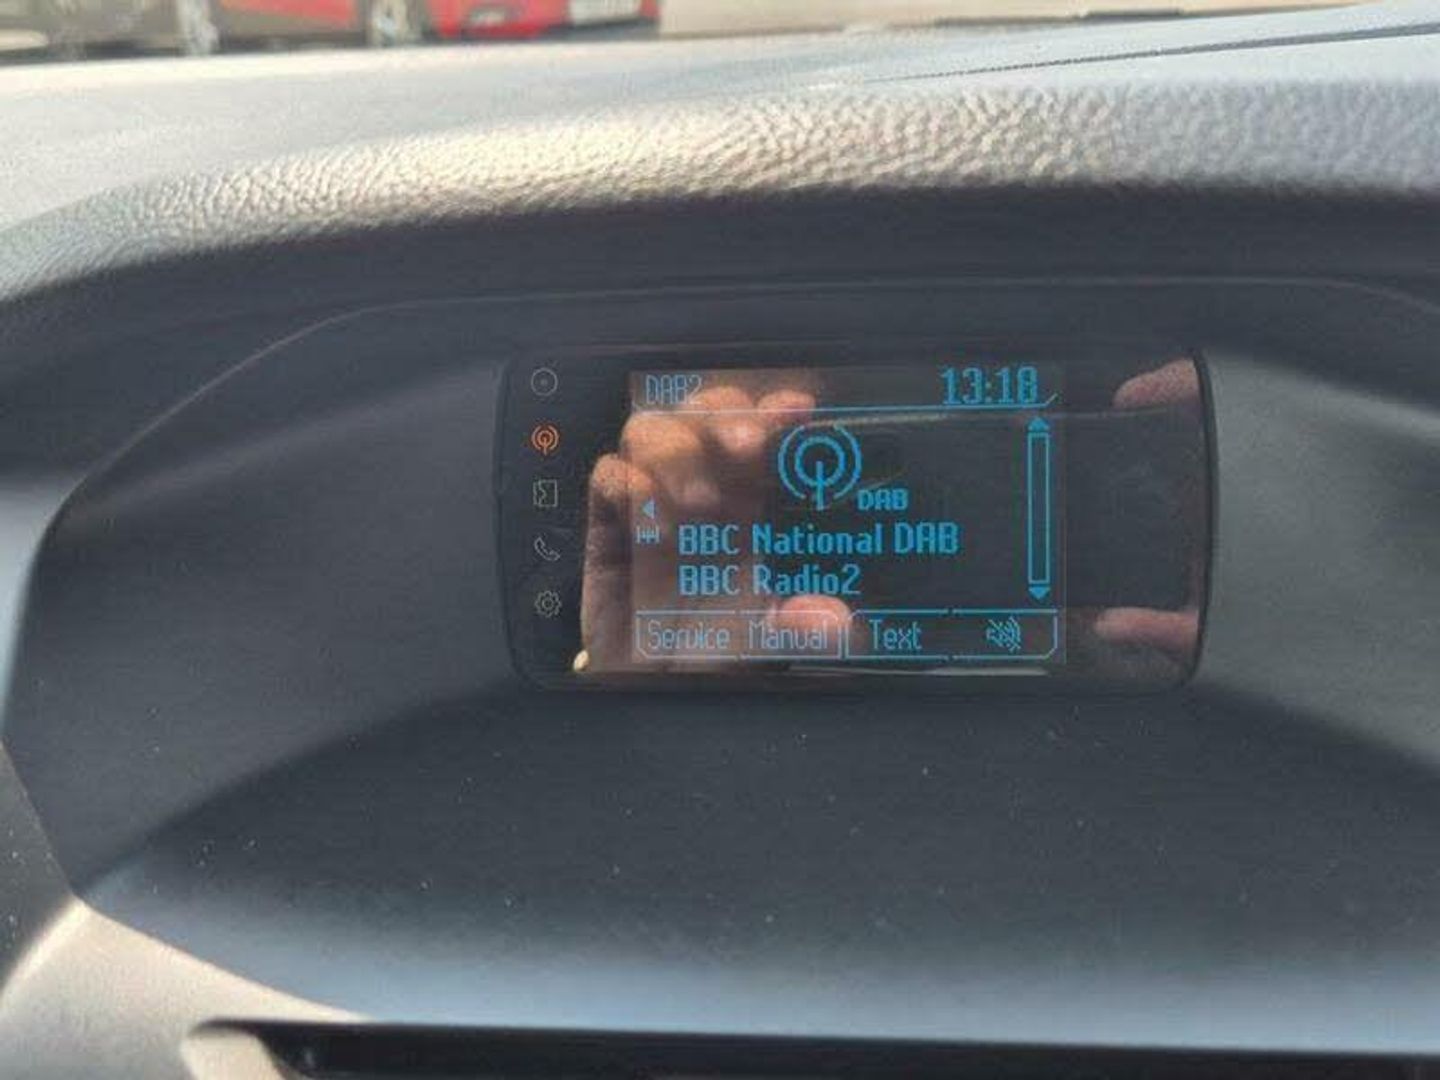 DAB2 13:18
DAB
BBC National DAB
BBC Radio2
Service Manual Text